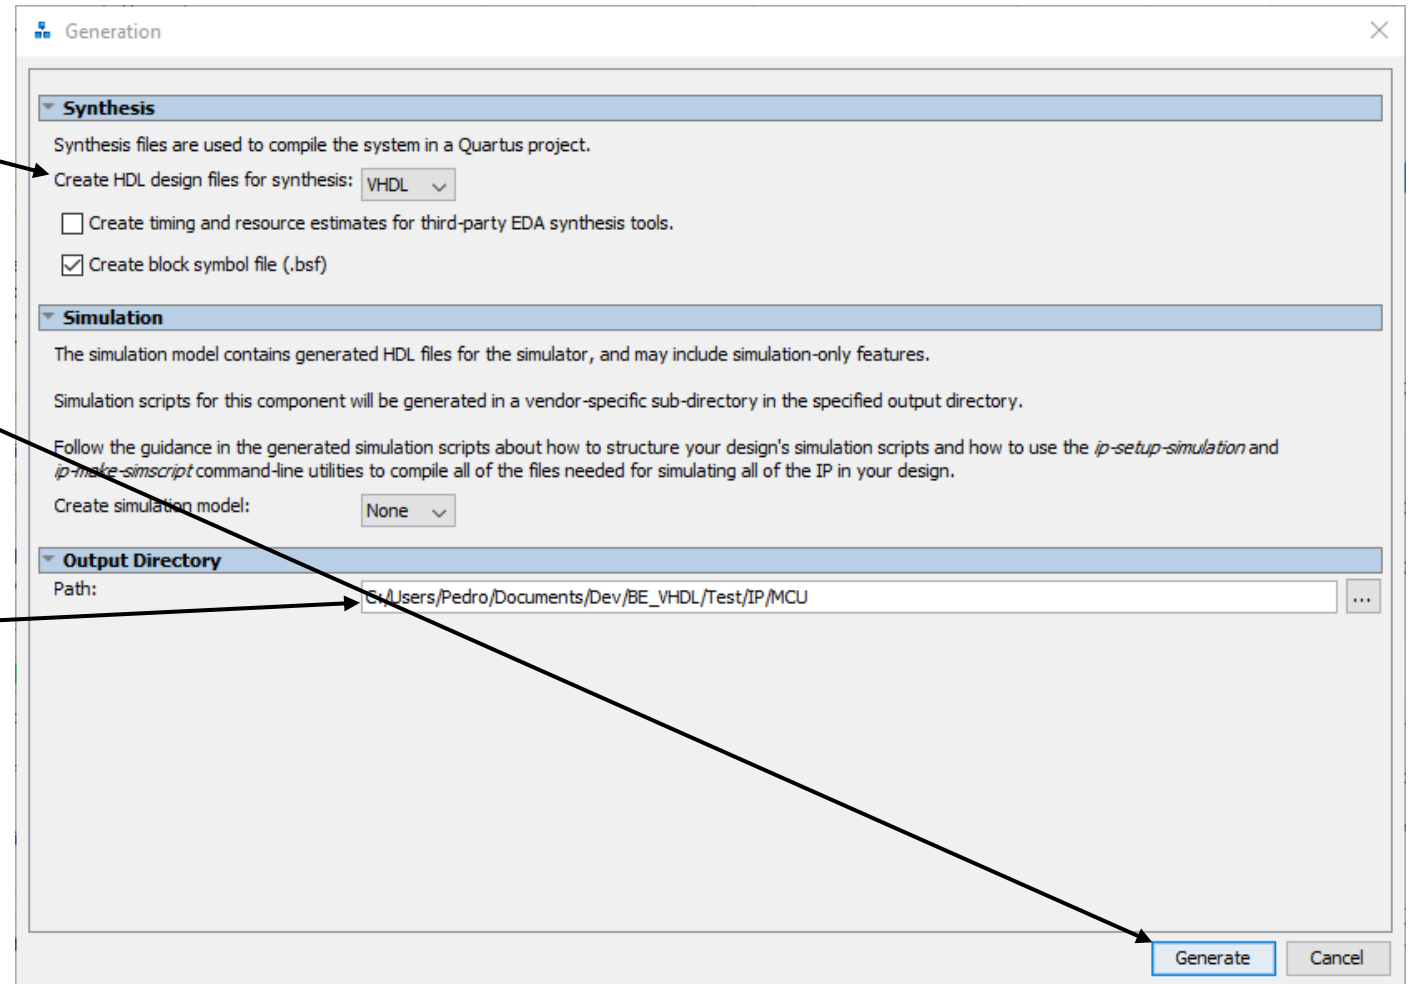 Generation
Synthesis
Synthesis files are used to compile the system in a Quartus project.
Create HDL design files for synthesis: VHDL
Create timing and resource estimates for third-party EDA synthesis tools.
Create block symbol file (.bsf)
Simulation
The simulation model contains generated HDL files for the simulator, and may include simulation-only features.
Simulation scripts for this component will be generated in a vendor-specific sub-directory in the specified output directory.
Follow the guidance in the generated simulation scripts about how to structure your design's simulation scripts and how to use the ip-setup-simulation and
ip-make-simscript command-line utilities to compile all of the files needed for simulating all of the IP in your design.
Create simulation model: None
Output Directory
Path: C:/Users/Pedro/Documents/Dev/BE_VHDL/Test/IP/MCU ...
Generate Cancel